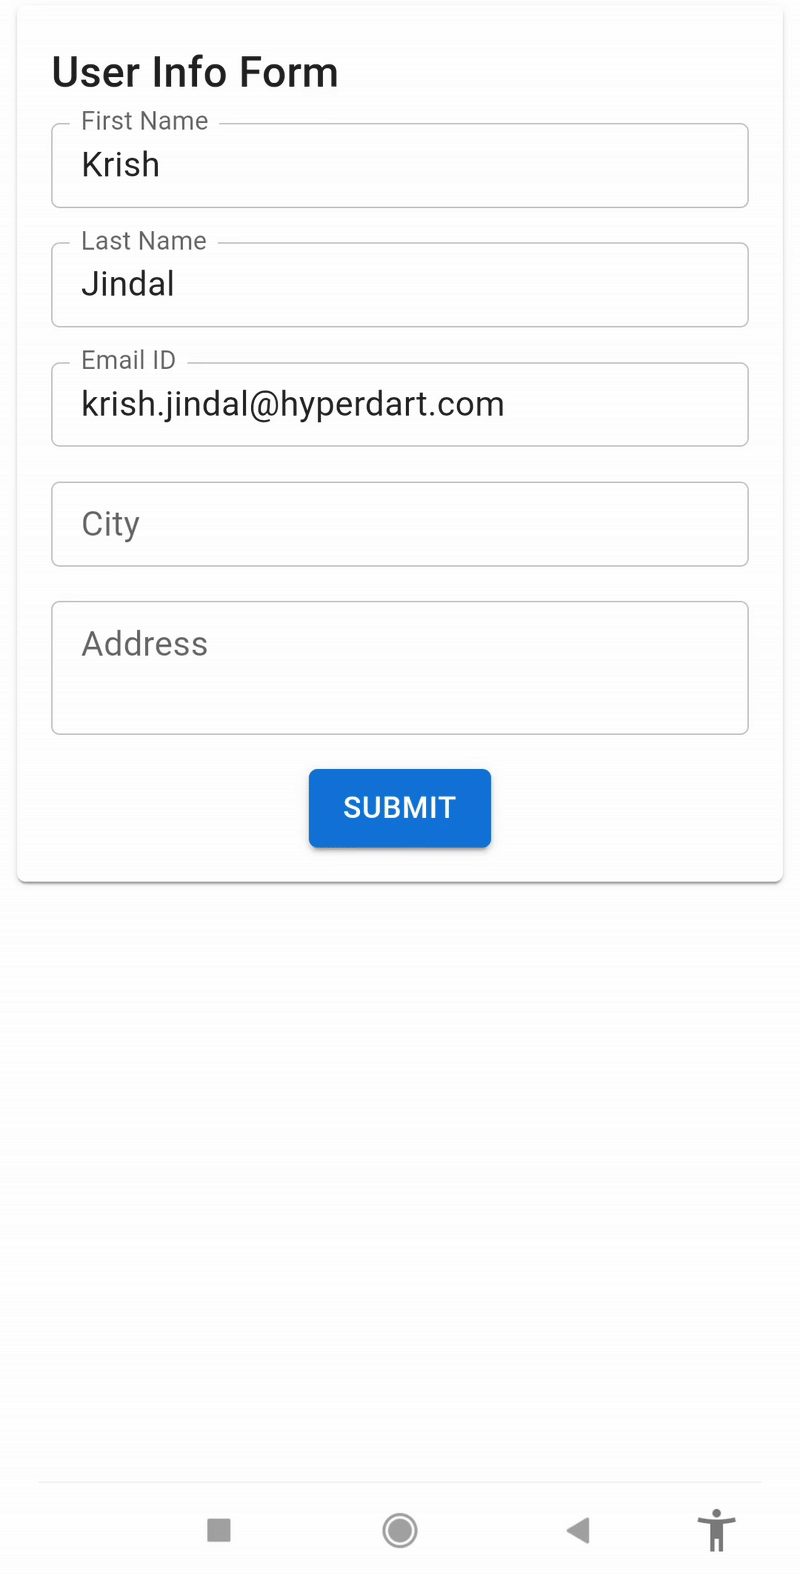 User Info Form
First Name
Krish
Last Name
Jindal
Email ID
krish.jindal@hyperdart.com
City
Address
SUBMIT